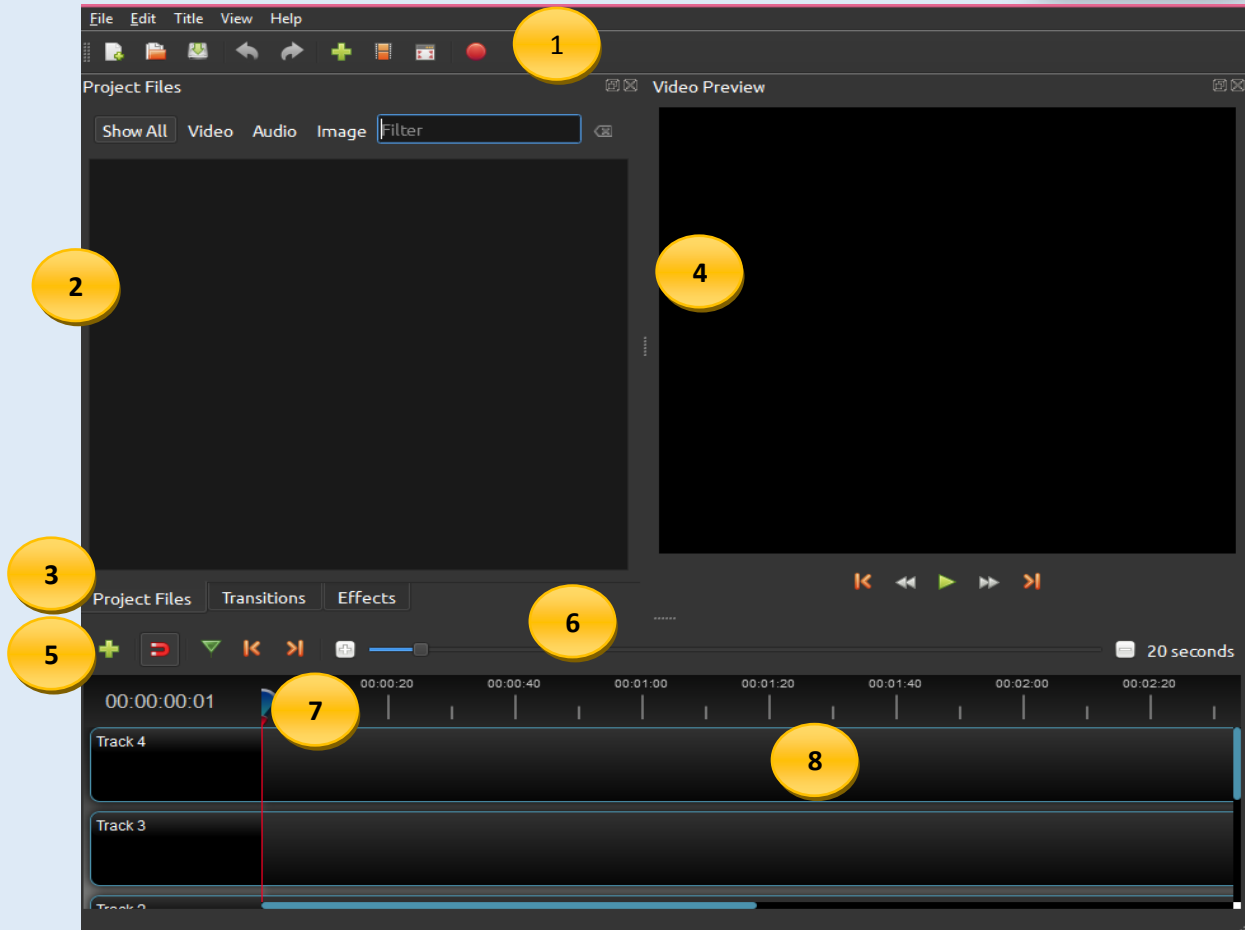 File Edit Title View Help
1
Project Files
Video Preview
Show All Video Audio Image Filter
2
4
3
Project Files Transitions Effects
6
5
20 seconds
00:00:20 00:00:40 00:01:00 00:01:20 00:01:40 00:02:00 00:02:20
00:00:00:01
7
Track 4
8
Track 3
Track 2